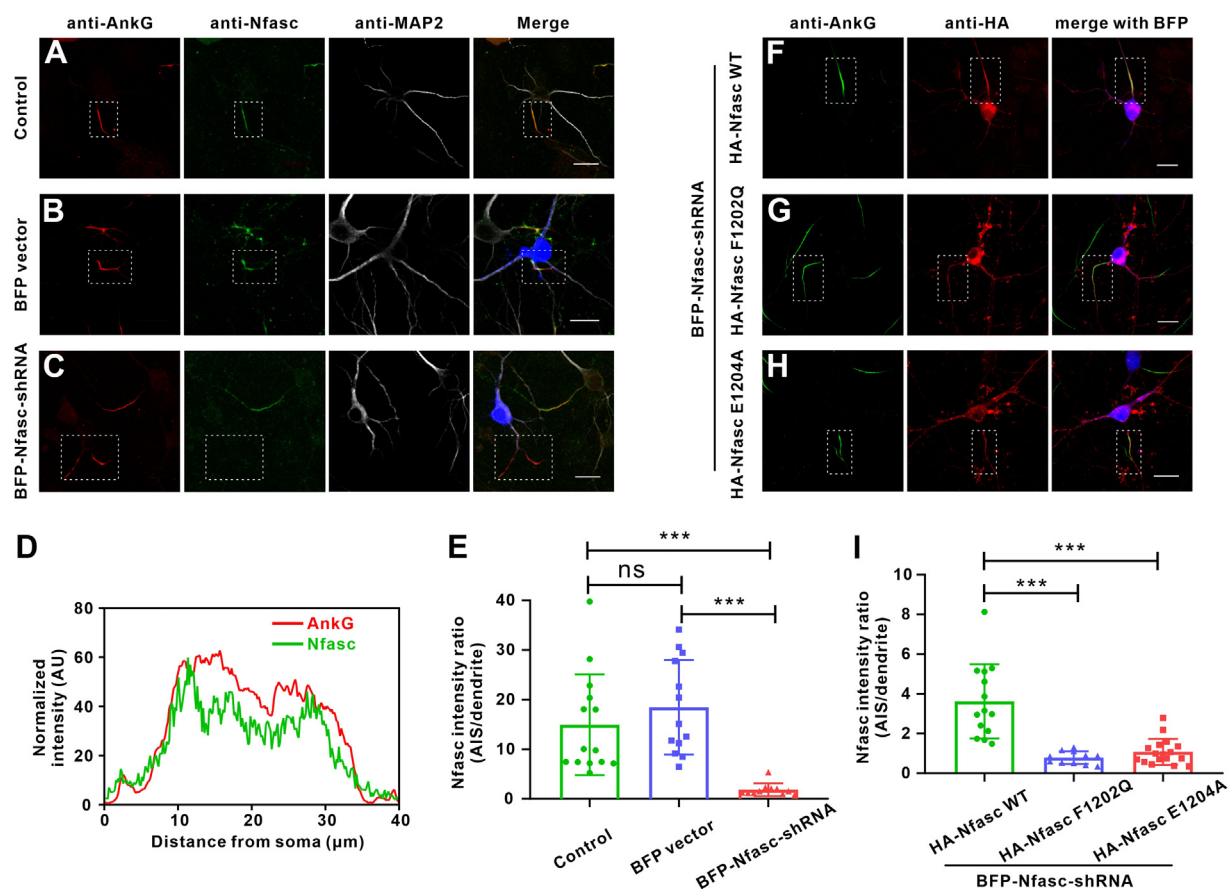 anti-AnkG anti-Nfasc anti-MAP2 Merge
Control
A
BFP vector
B
BFP-Nfasc-shRNA
C
anti-AnkG anti-HA merge with BFP
BFP-Nfasc-shRNA
HA-Nfasc WT
F
HA-Nfasc F1202Q
G
HA-Nfasc E1204A
H
D
Normalized
intensity (AU)
80
60
40
20
0
AnkG
Nfasc
0 10 20 30 40
Distance from soma (μm)
E
Nfasc intensity ratio
(AIS/dendrite)
40
30
20
10
0
***
ns
***
Control
BFP vector
BFP-Nfasc-shRNA
I
Nfasc intensity ratio
(AIS/dendrite)
10
8
6
4
2
0
***
***
HA-Nfasc WT
HA-Nfasc F1202Q
HA-Nfasc E1204A
BFP-Nfasc-shRNA